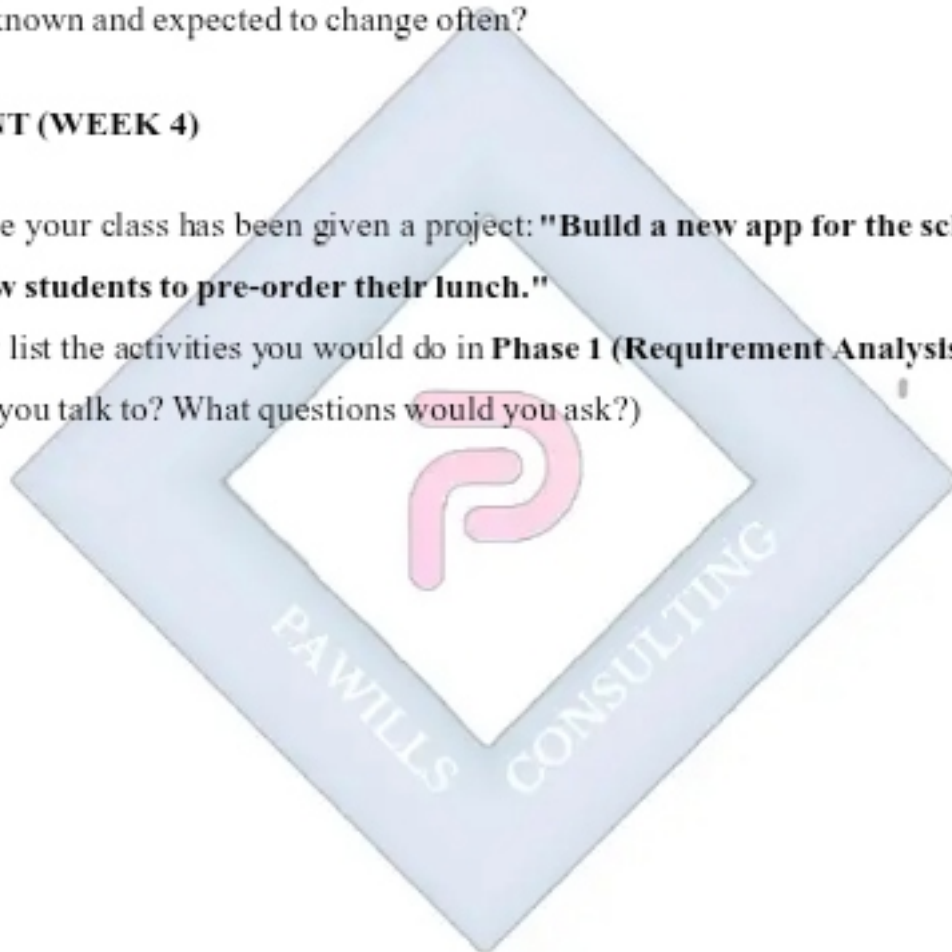 known and expected to change often?
NT (WEEK 4)
e your class has been given a project: "Build a new app for the sc
w students to pre-order their lunch."
list the activities you would do in Phase 1 (Requirement Analysis
you talk to? What questions would you ask?)
PAWILLS CONSULTING